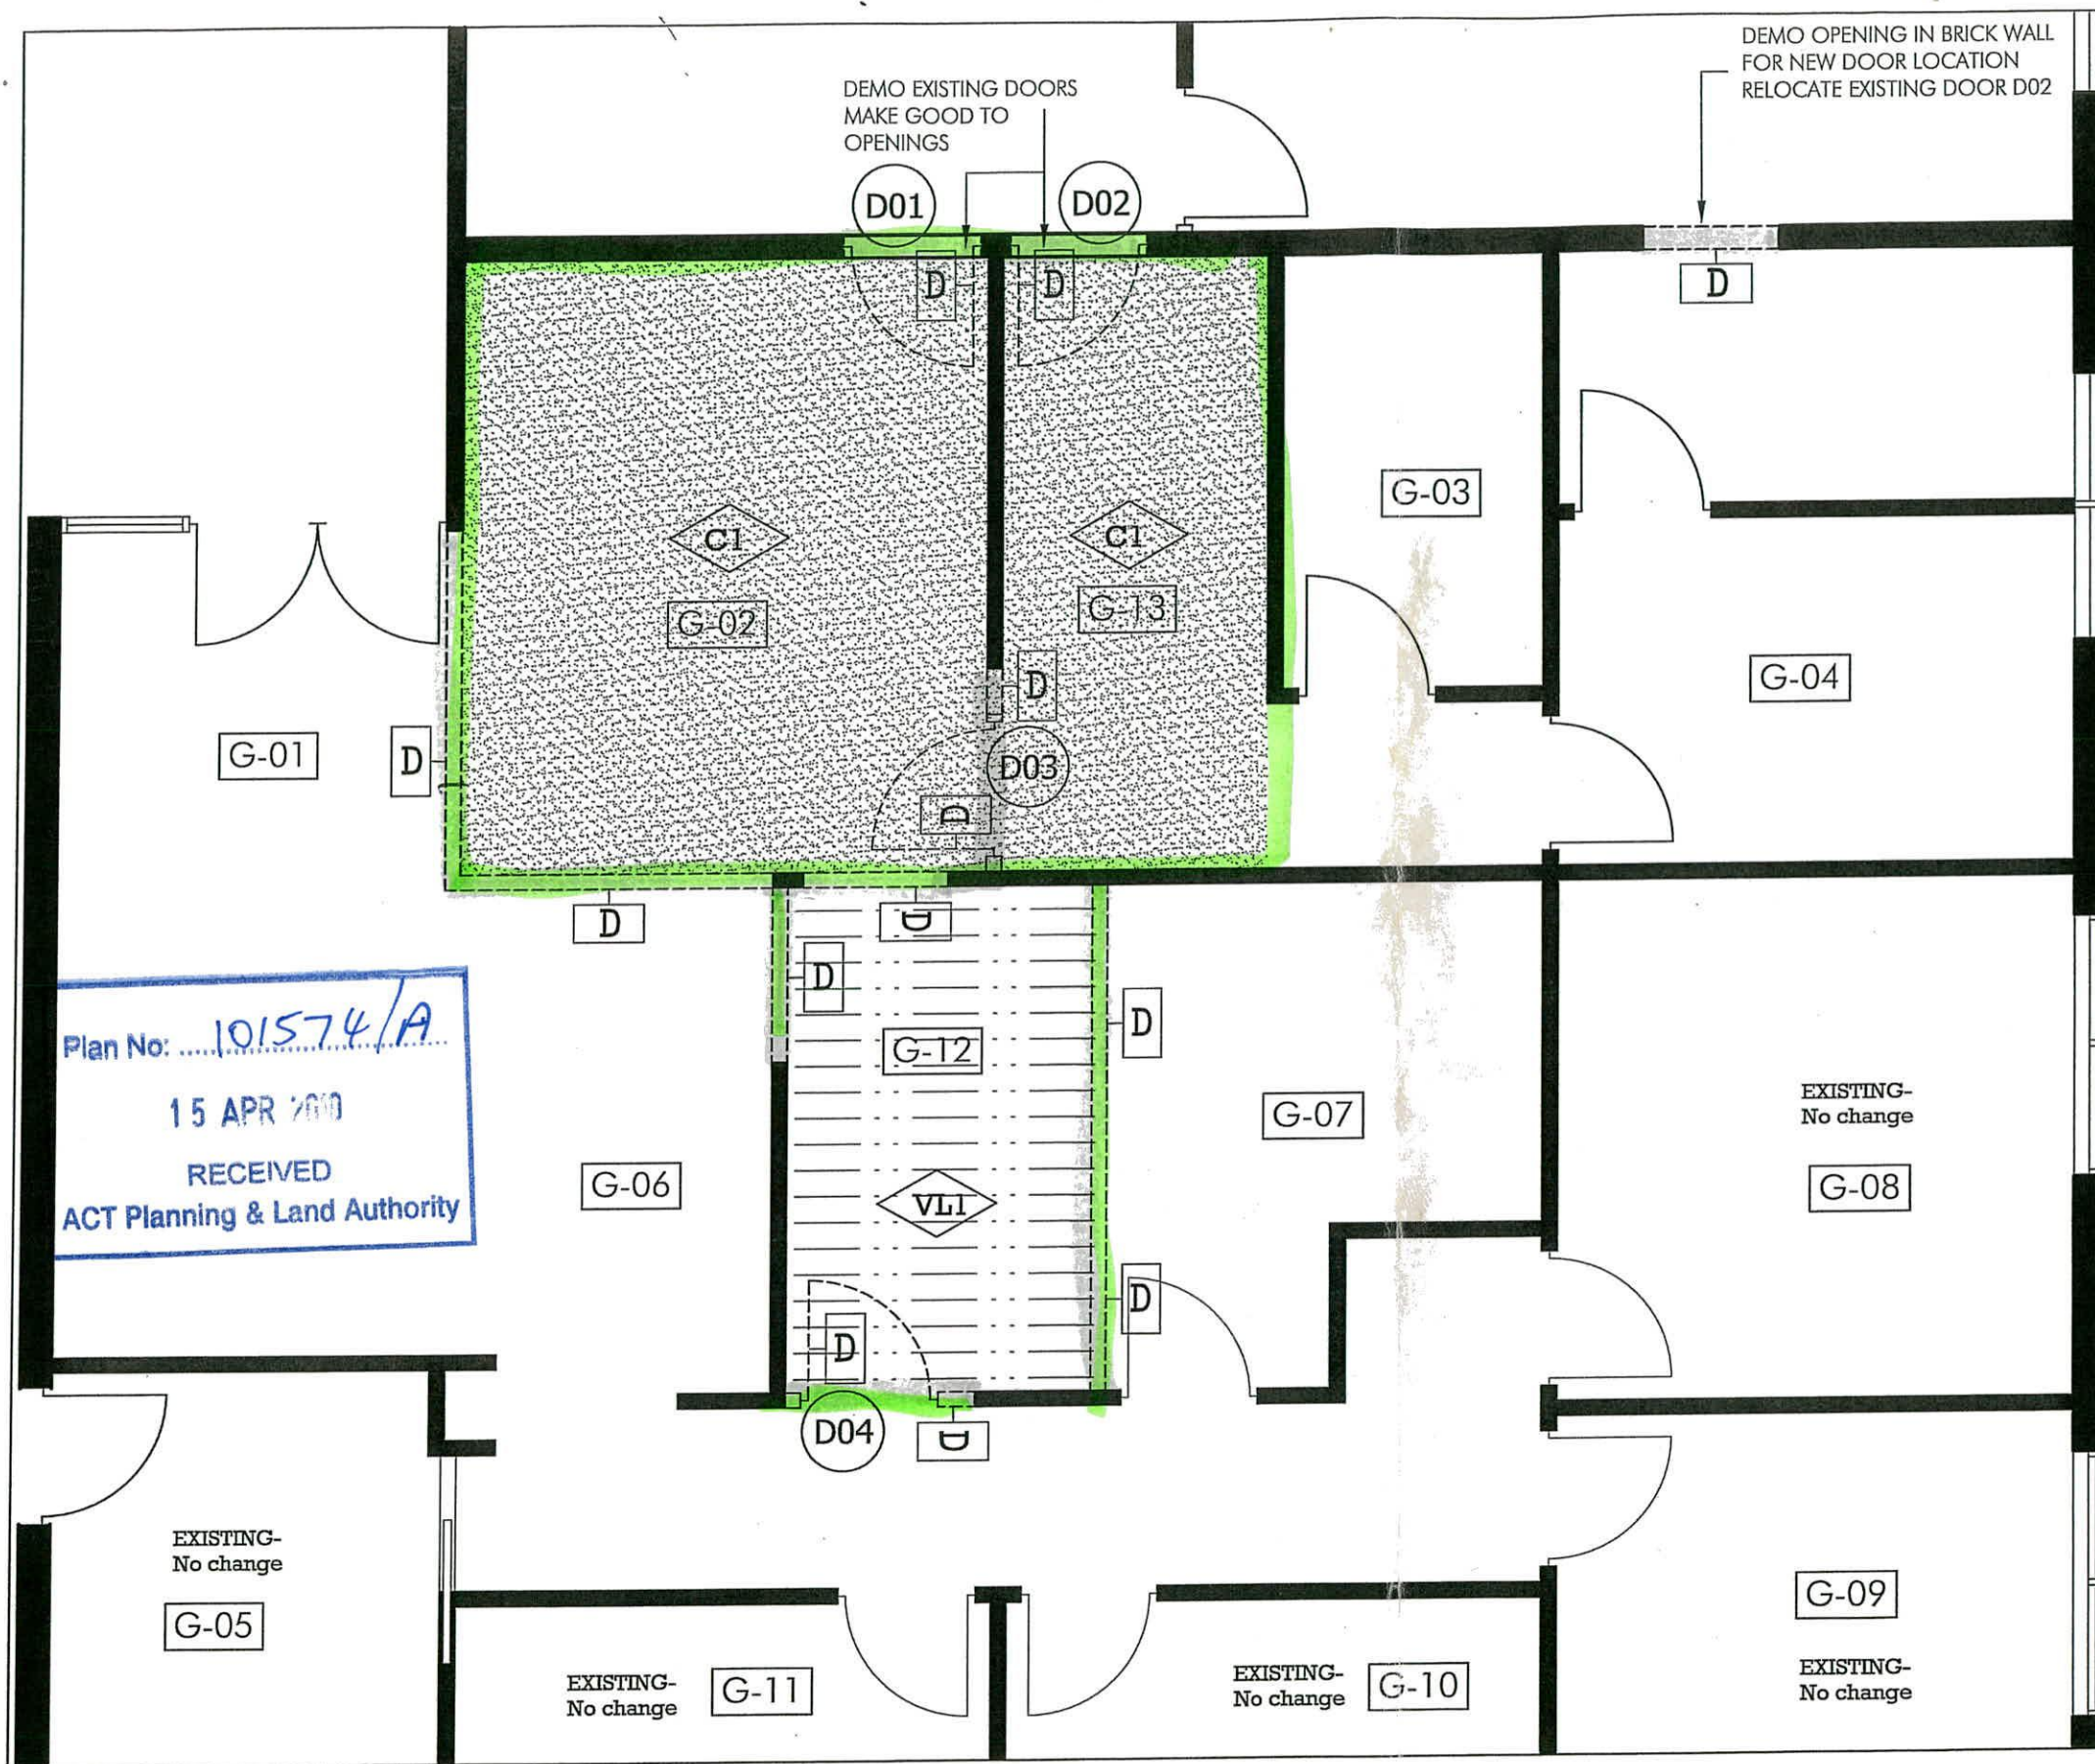 DEMO OPENING IN BRICK WALL
FOR NEW DOOR LOCATION
RELOCATE EXISTING DOOR D02
DEMO EXISTING DOORS
MAKE GOOD TO
OPENINGS
D01
D02
D
D
D
G-03
C1
C1
G-02
G-13
G-04
D
G-01
D
D03
D
D
D
D
D
G-12
Plan No: 101574/A
15 APR
RECEIVED
ACT Planning & Land Authority
G-07
EXISTING-
No change
G-08
G-06
VL1
D
D
D04
D
EXISTING-
No change
G-05
G-09
EXISTING-
No change
EXISTING-
No change
G-11
EXISTING-
No change
G-10